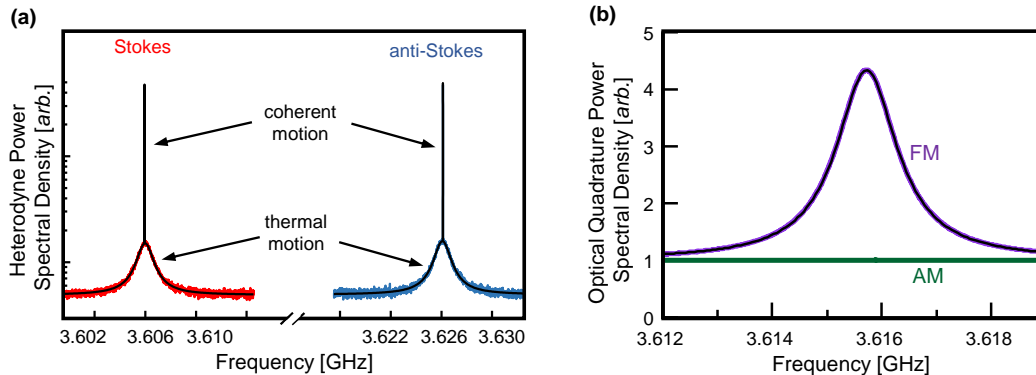 (a)
Stokes
anti-Stokes
coherent
motion
thermal
motion
Heterodyne Power
Spectral Density [arb.]
3.602 3.606 3.610 3.622 3.626 3.630
Frequency [GHz]
(b)
5
4
3
2
1
0
FM
AM
Optical Quadrature Power
Spectral Density [arb.]
3.612 3.614 3.616 3.618
Frequency [GHz]